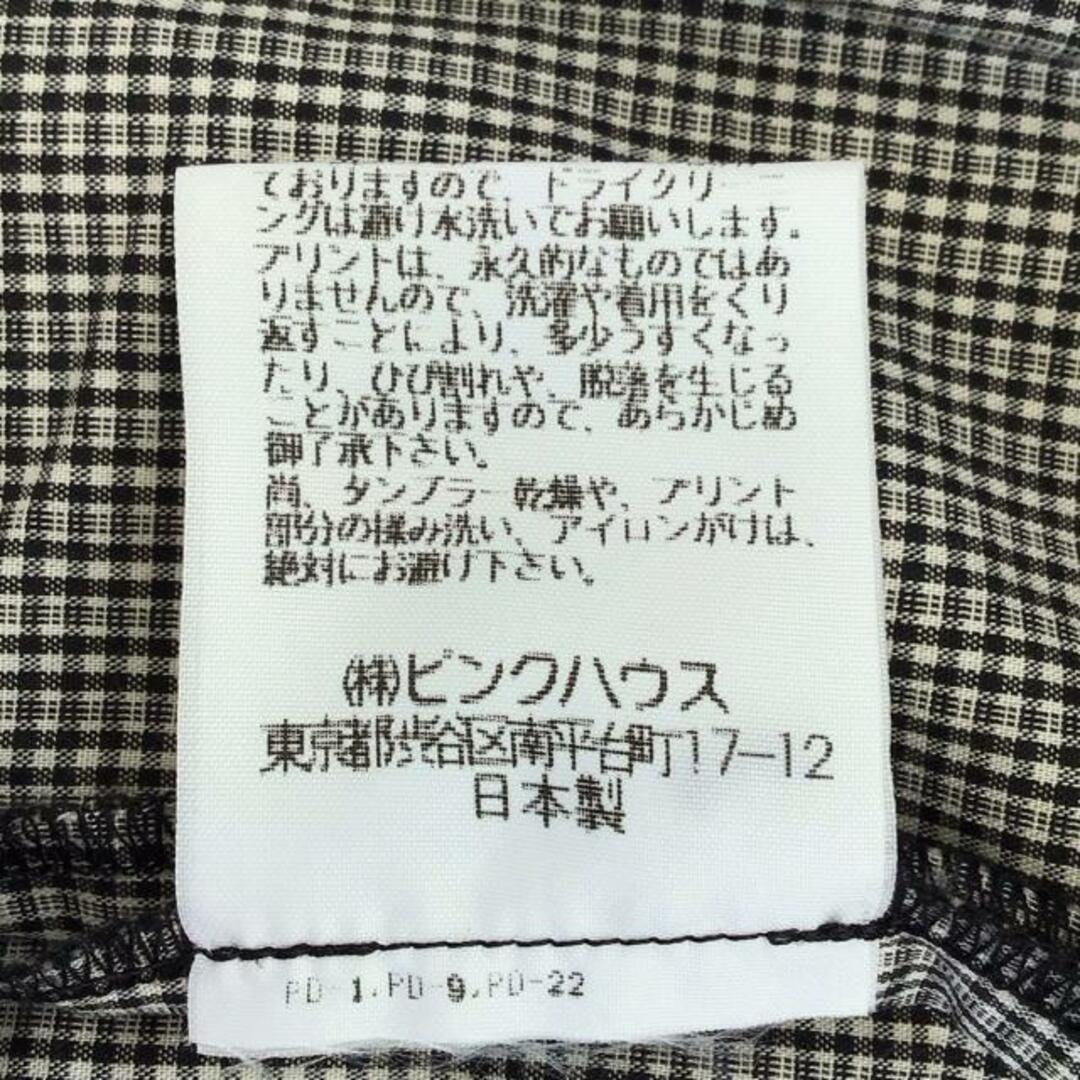 ておりますので、ドライクリーニ
ングは避け水洗いでお願いします。
プリントは、永久的なものではあ
りませんので、洗濯や着用をくり
返すことにより、多少うすくなっ
たり、ひび割れや、脱落を生じる
ことがありますので、あらかじめ
御了承下さい。
尚、タンブラー乾燥や、プリント
部分の揉み洗い、アイロンがけは、
絶対にお避け下さい。
(株)ピンクハウス
東京都渋谷区南平台町17-12
日本製
PD-1,PD-9,PD-22